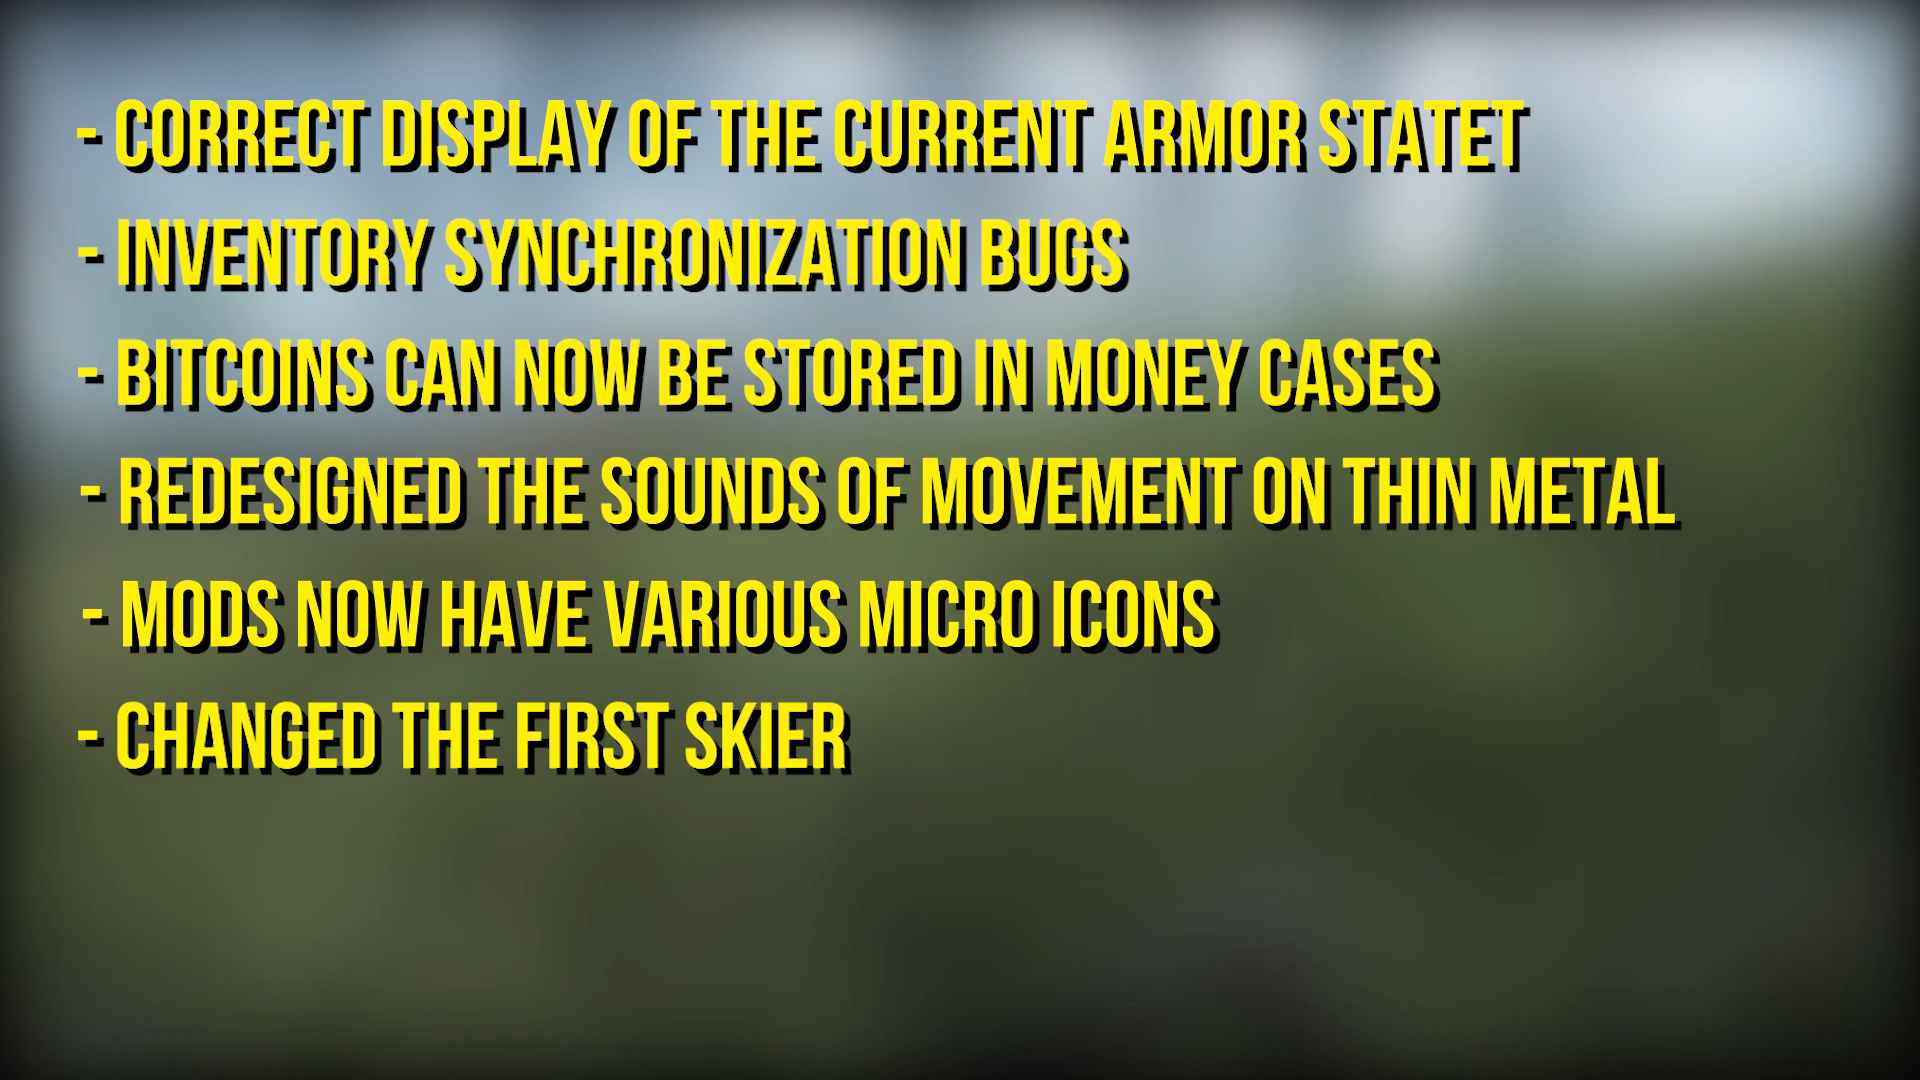 - CORRECT DISPLAY OF THE CURRENT ARMOR STATET
- INVENTORY SYNCHRONIZATION BUGS
- BITCOINS CAN NOW BE STORED IN MONEY CASES
- REDESIGNED THE SOUNDS OF MOVEMENT ON THIN METAL
- MODS NOW HAVE VARIOUS MICRO ICONS
- CHANGED THE FIRST SKIER